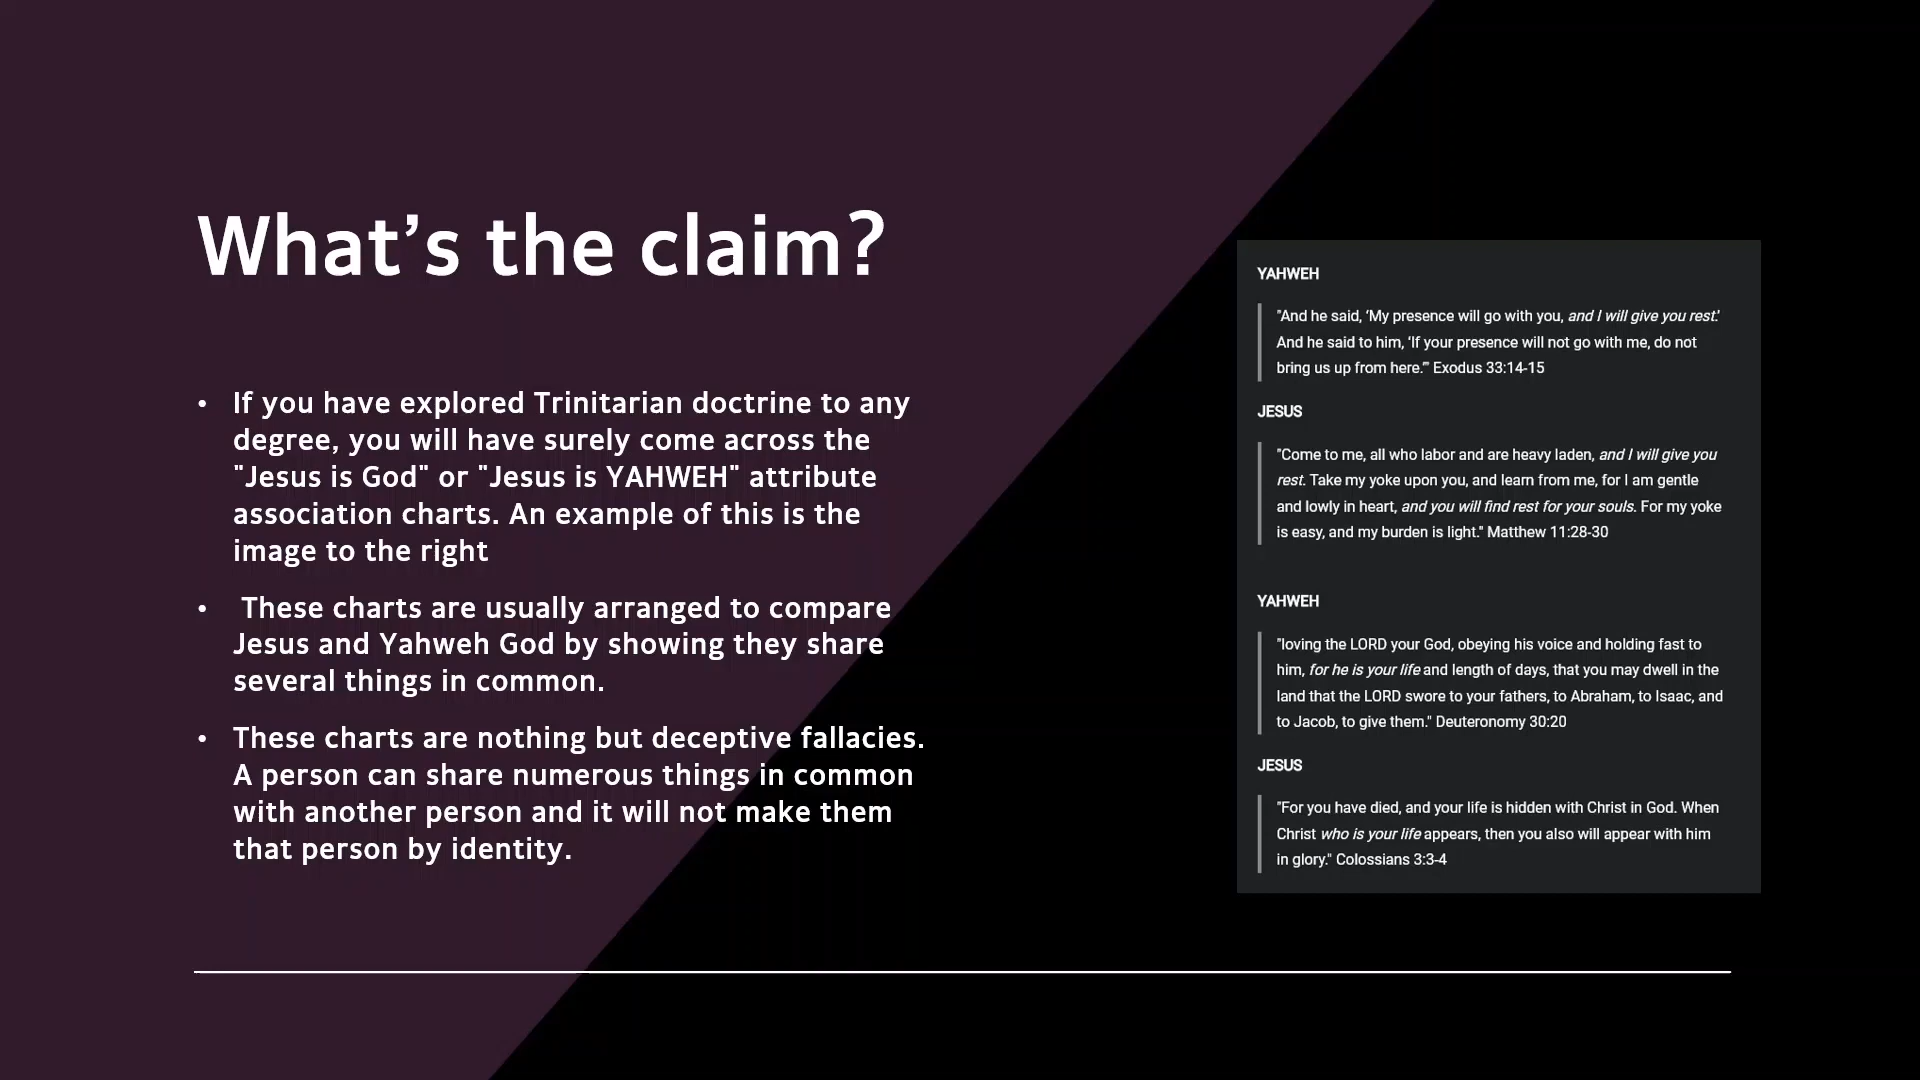 What’s the claim?
• If you have explored Trinitarian doctrine to any
degree, you will have surely come across the
"Jesus is God" or "Jesus is YAHWEH" attribute
association charts. An example of this is the
image to the right
• These charts are usually arranged to compare
Jesus and Yahweh God by showing they share
several things in common.
• These charts are nothing but deceptive fallacies.
A person can share numerous things in common
with another person and it will not make them
that person by identity.
YAHWEH
"And he said, ‘My presence will go with you, and I will give you rest.’
And he said to him, ‘If your presence will not go with me, do not
bring us up from here.’" Exodus 33:14-15
JESUS
"Come to me, all who labor and are heavy laden, and I will give you
rest. Take my yoke upon you, and learn from me, for I am gentle
and lowly in heart, and you will find rest for your souls. For my yoke
is easy, and my burden is light." Matthew 11:28-30
YAHWEH
"loving the LORD your God, obeying his voice and holding fast to
him, for he is your life and length of days, that you may dwell in the
land that the LORD swore to your fathers, to Abraham, to Isaac, and
to Jacob, to give them." Deuteronomy 30:20
JESUS
"For you have died, and your life is hidden with Christ in God. When
Christ who is your life appears, then you also will appear with him
in glory." Colossians 3:3-4